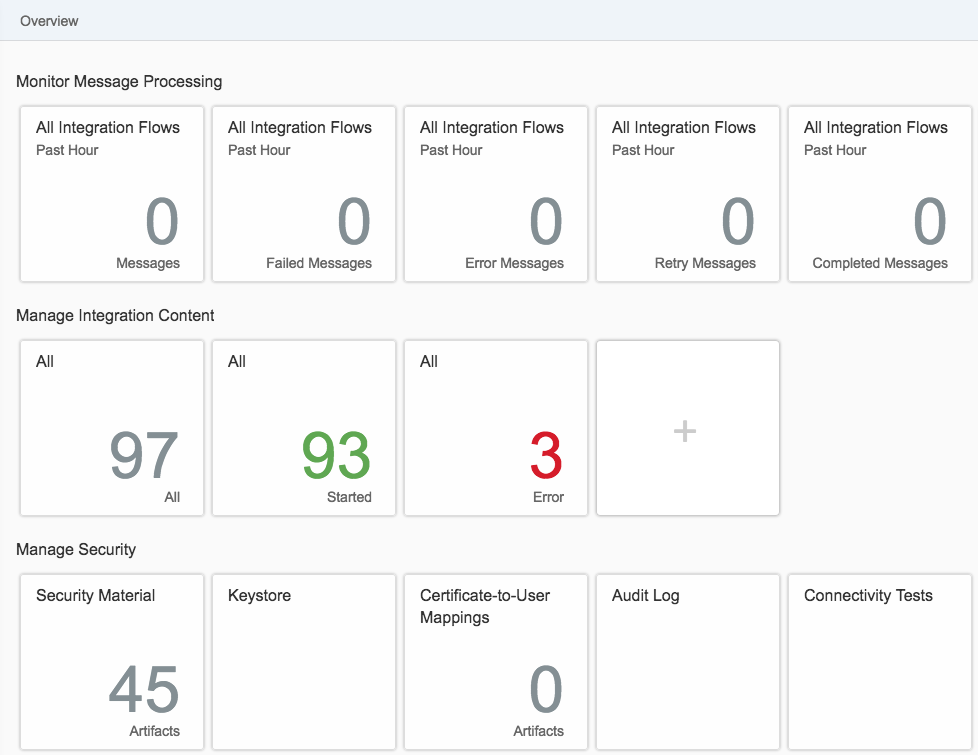 Overview
Monitor Message Processing
All Integration Flows
Past Hour
0
Messages
All Integration Flows
Past Hour
0
Failed Messages
All Integration Flows
Past Hour
0
Error Messages
All Integration Flows
Past Hour
0
Retry Messages
All Integration Flows
Past Hour
0
Completed Messages
Manage Integration Content
All
97
All
All
93
Started
All
3
Error
+
Manage Security
Security Material
45
Artifacts
Keystore
Certificate-to-User
Mappings
0
Artifacts
Audit Log
Connectivity Tests